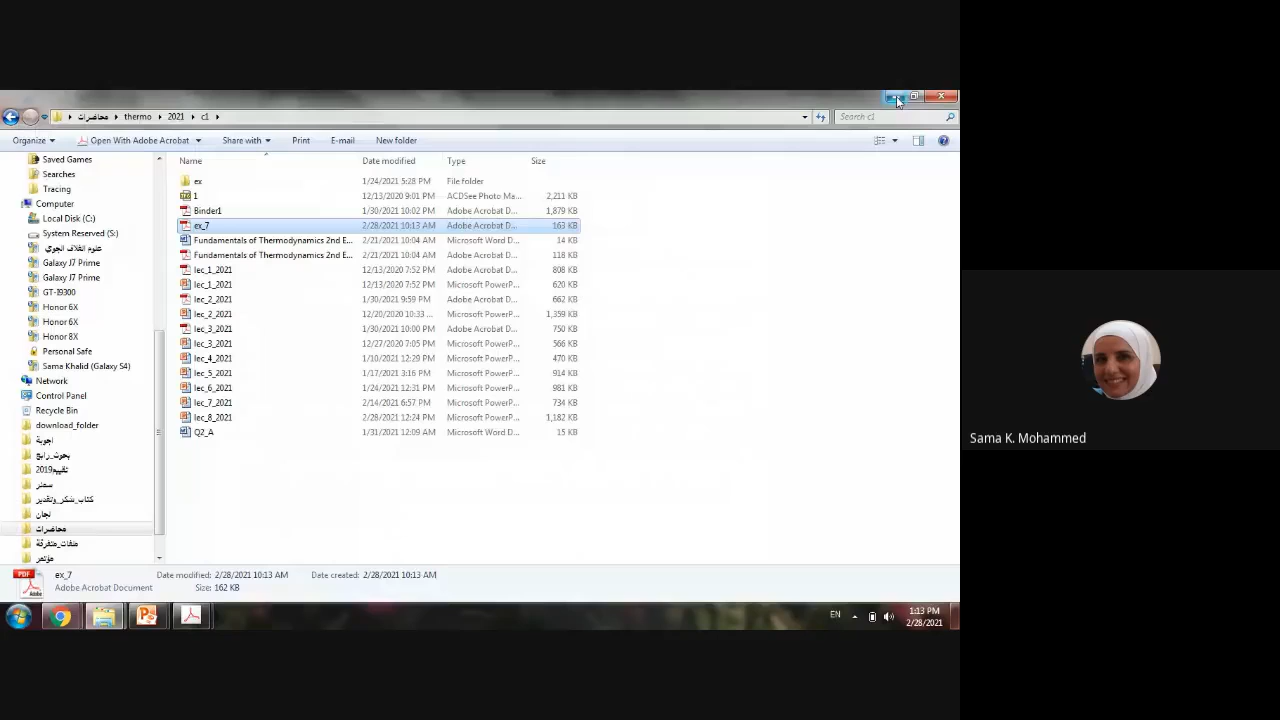 محاضرات thermo 2021 c1
Search c1
Organize Open With Adobe Acrobat Share with Print E-mail New folder
Name Date modified Type Size
Saved Games
Searches
Tracing
Computer
Local Disk (C:)
System Reserved (S:)
علوم الغلاف الجوي
Galaxy J7 Prime
Galaxy J7 Prime
GT-I9300
Honor 6X
Honor 6X
Honor 8X
Personal Safe
Sama Khalid (Galaxy S4)
Network
Control Panel
Recycle Bin
download_folder
اجوبة
بحوث_رابع
تقييم2019
سمنر
كتاب_شكر_وتقدير
لجان
محاضرات
ملفات_متفرقة
مؤتمر
ex 1/24/2021 5:28 PM File folder
1 12/13/2020 9:01 PM ACDSee Photo Ma... 2,211 KB
Binder1 1/30/2021 10:02 PM Adobe Acrobat D... 1,879 KB
ex_7 2/28/2021 10:13 AM Adobe Acrobat D... 163 KB
Fundamentals of Thermodynamics 2nd E... 2/21/2021 10:04 AM Microsoft Word D... 14 KB
Fundamentals of Thermodynamics 2nd E... 2/21/2021 10:04 AM Adobe Acrobat D... 118 KB
lec_1_2021 12/13/2020 7:52 PM Adobe Acrobat D... 808 KB
lec_1_2021 12/13/2020 7:52 PM Microsoft PowerP... 620 KB
lec_2_2021 1/30/2021 9:59 PM Adobe Acrobat D... 662 KB
lec_2_2021 12/20/2020 10:33 ... Microsoft PowerP... 1,359 KB
lec_3_2021 1/30/2021 10:00 PM Adobe Acrobat D... 750 KB
lec_3_2021 12/27/2020 7:05 PM Microsoft PowerP... 566 KB
lec_4_2021 1/10/2021 12:29 PM Microsoft PowerP... 470 KB
lec_5_2021 1/17/2021 3:16 PM Microsoft PowerP... 914 KB
lec_6_2021 1/24/2021 12:31 PM Microsoft PowerP... 981 KB
lec_7_2021 2/14/2021 6:57 PM Microsoft PowerP... 734 KB
lec_8_2021 2/28/2021 12:24 PM Microsoft PowerP... 1,182 KB
Q2_A 1/31/2021 12:09 AM Microsoft Word D... 15 KB
PDF
Adobe
ex_7 Date modified: 2/28/2021 10:13 AM Date created: 2/28/2021 10:13 AM
Adobe Acrobat Document Size: 162 KB
EN
1:13 PM
2/28/2021
Sama K. Mohammed